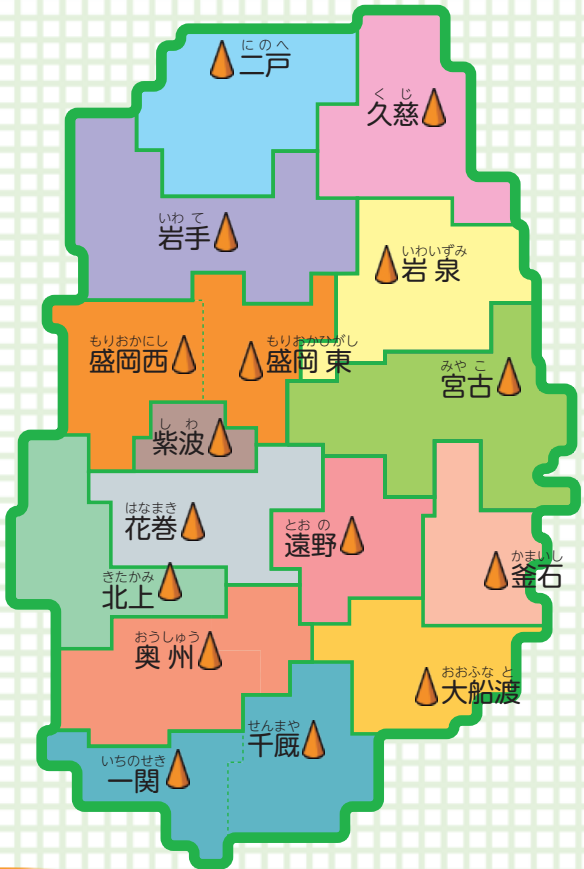 にのへ
二戸
くじ
久慈
いわて
岩手
いわいずみ
岩泉
もりおかにし
盛岡西
もりおかひがし
盛岡東
みやこ
宮古
しわ
紫波
はなまき
花巻
とおの
遠野
かまいし
釜石
きたかみ
北上
おうしゅう
奥州
おおふなと
大船渡
せんまや
千厩
いちのせき
一関